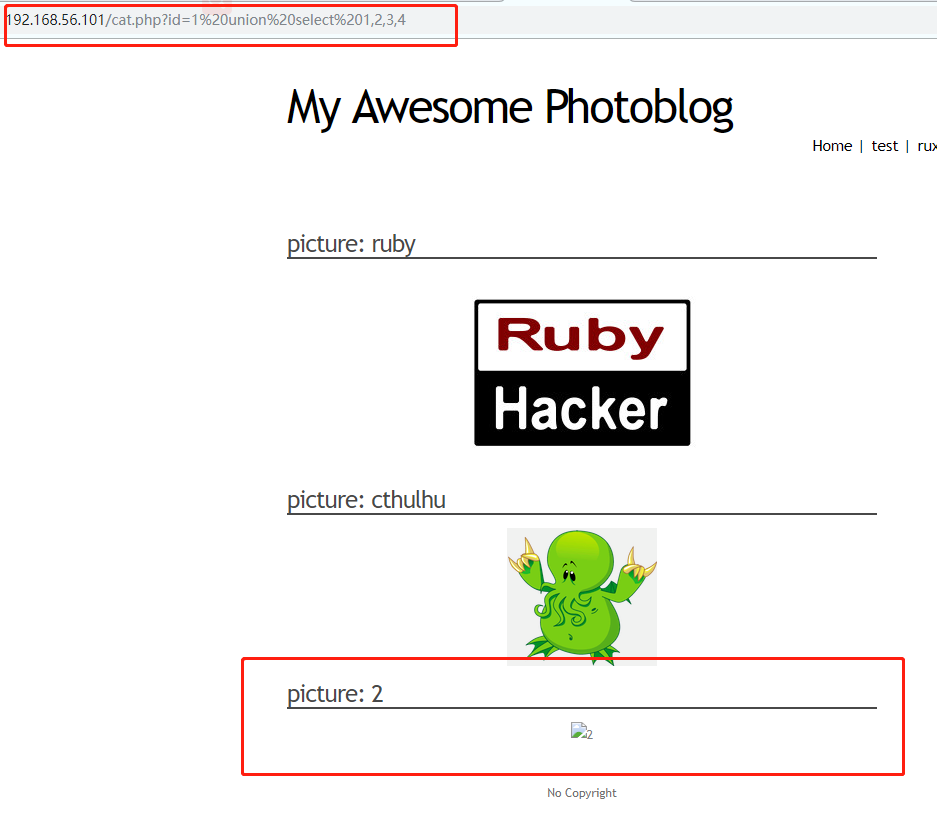 192.168.56.101/cat.php?id=1%20union%20select%201,2,3,4
My Awesome Photoblog
Home | test | rux
picture: ruby
Ruby
Hacker
picture: cthulhu
picture: 2
2
No Copyright